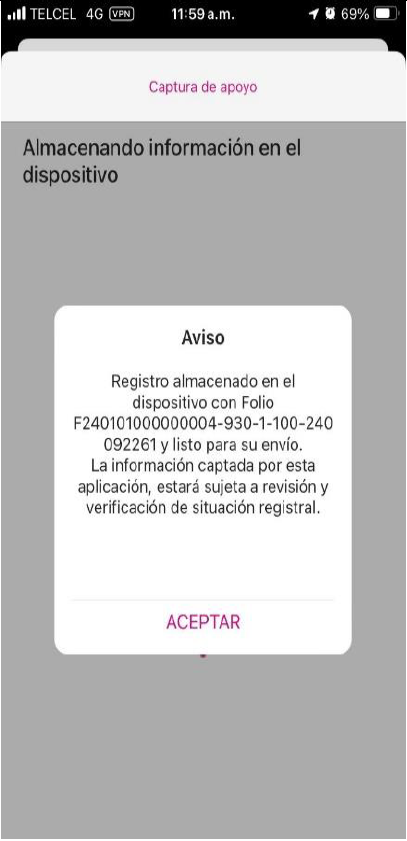 TELCEL 4G VPN 11:59 a.m. 69%
Captura de apoyo
Almacenando información en el
dispositivo
Aviso
Registro almacenado en el
dispositivo con Folio
F240101000000004-930-1-100-240
092261 y listo para su envío.
La información captada por esta
aplicación, estará sujeta a revisión y
verificación de situación registral.
ACEPTAR